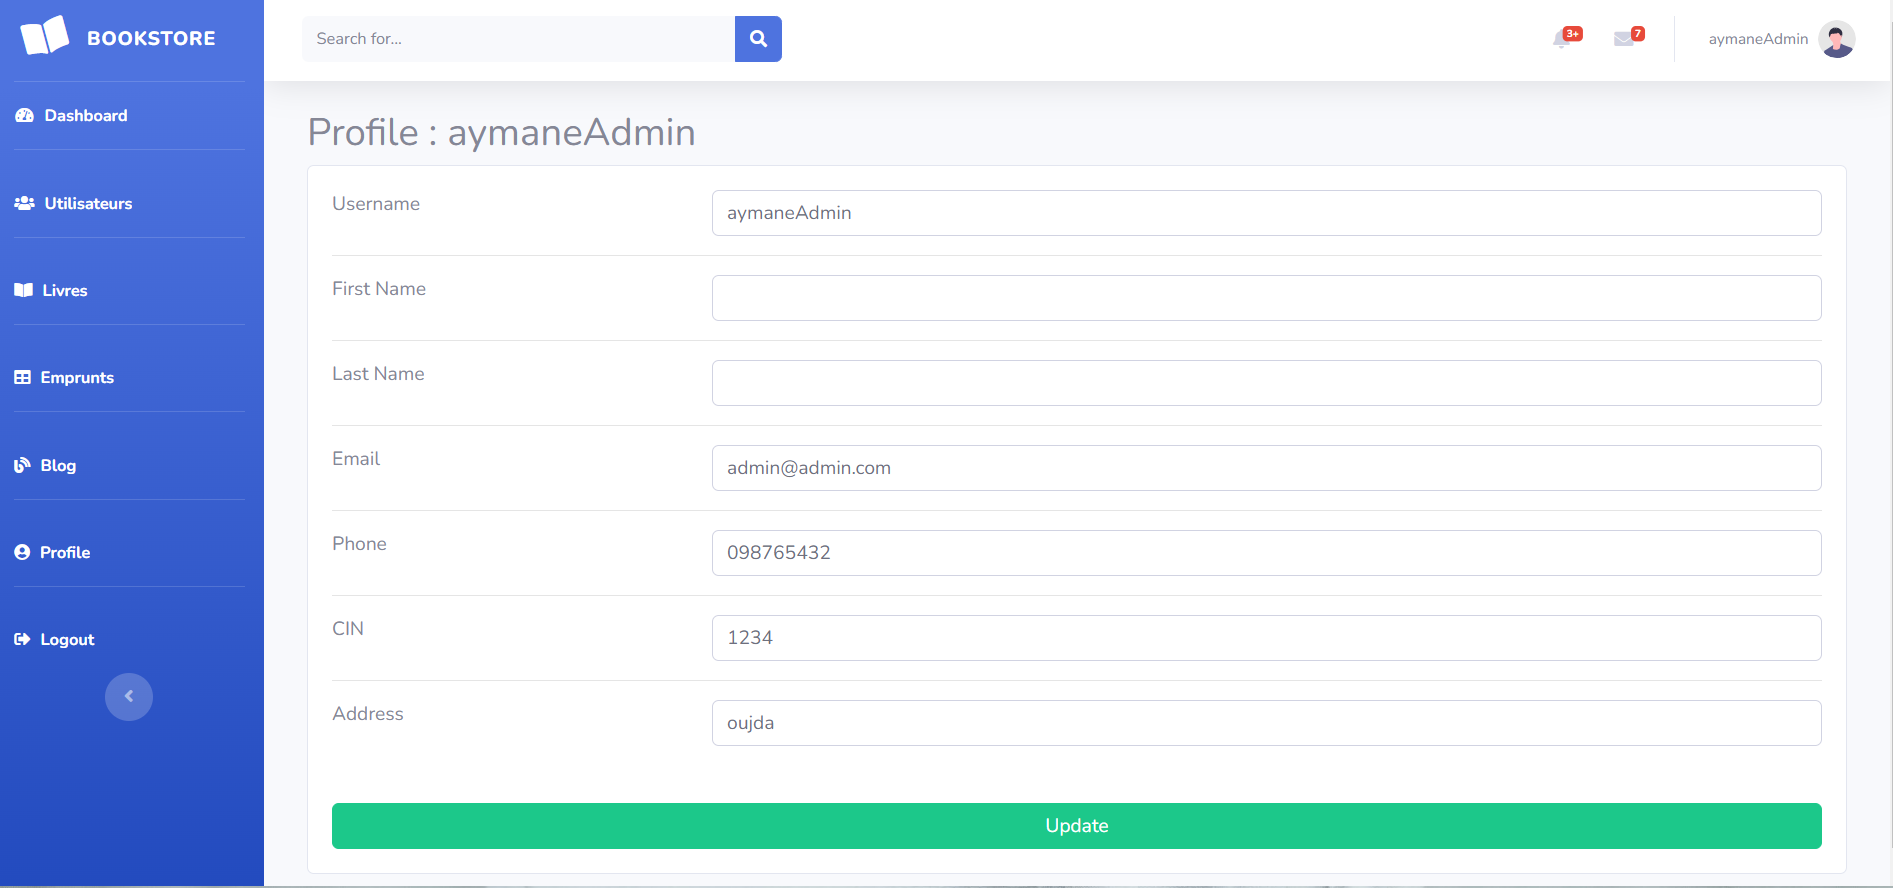 BOOKSTORE
Dashboard
Utilisateurs
Livres
Emprunts
Blog
Profile
Logout
Search for...
3+
7
aymaneAdmin
Profile : aymaneAdmin
Username
aymaneAdmin
First Name
Last Name
Email
admin@admin.com
Phone
098765432
CIN
1234
Address
oujda
Update